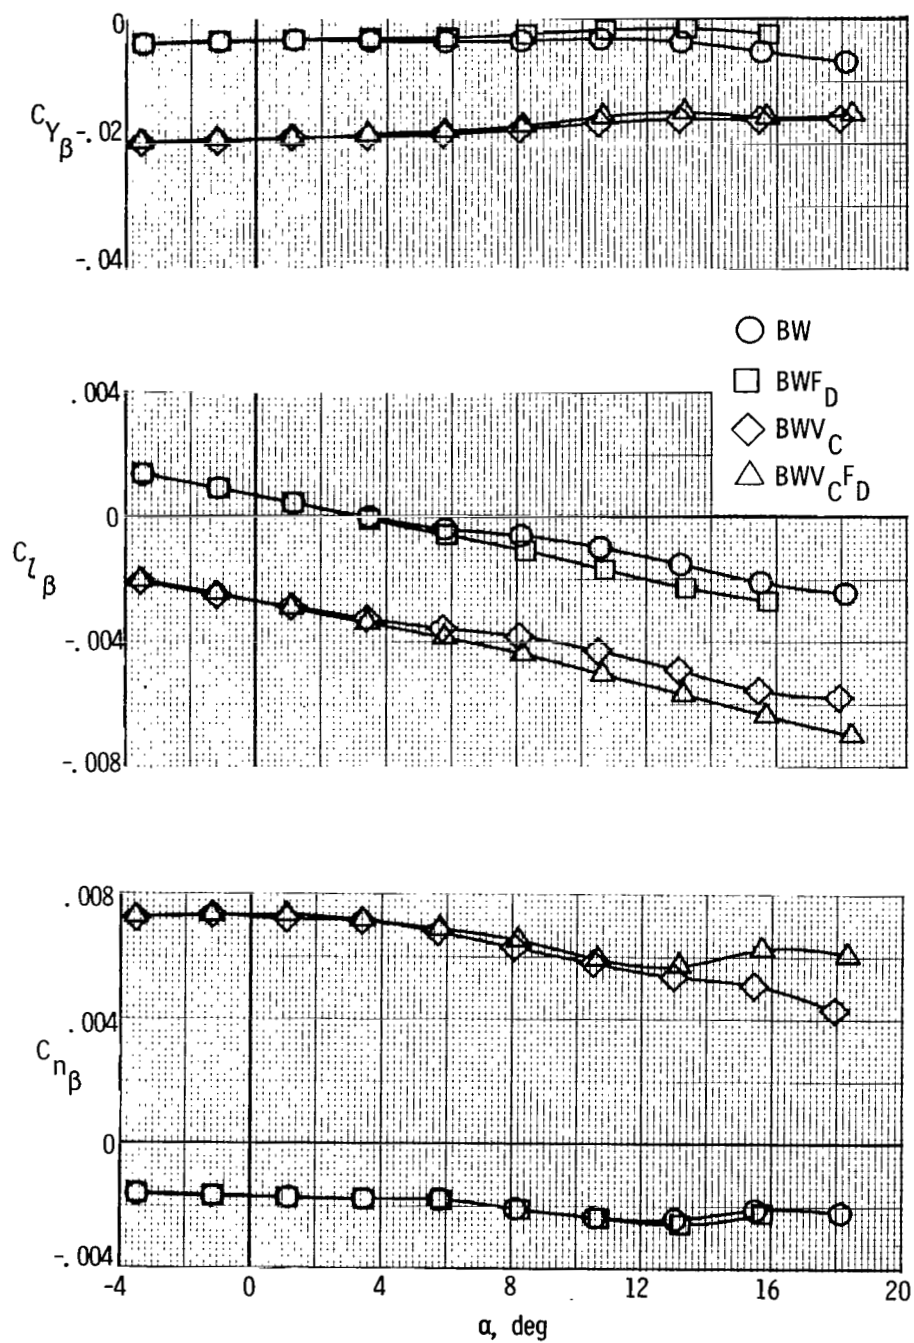 0
C_Yβ -.02
-.04
BW
BWF_D
BWV_C
BWV_CF_D
.004
0
C_lβ
-.004
-.008
.008
.004
C_nβ
0
-.004
-4 0 4 8 12 16 20
α, deg